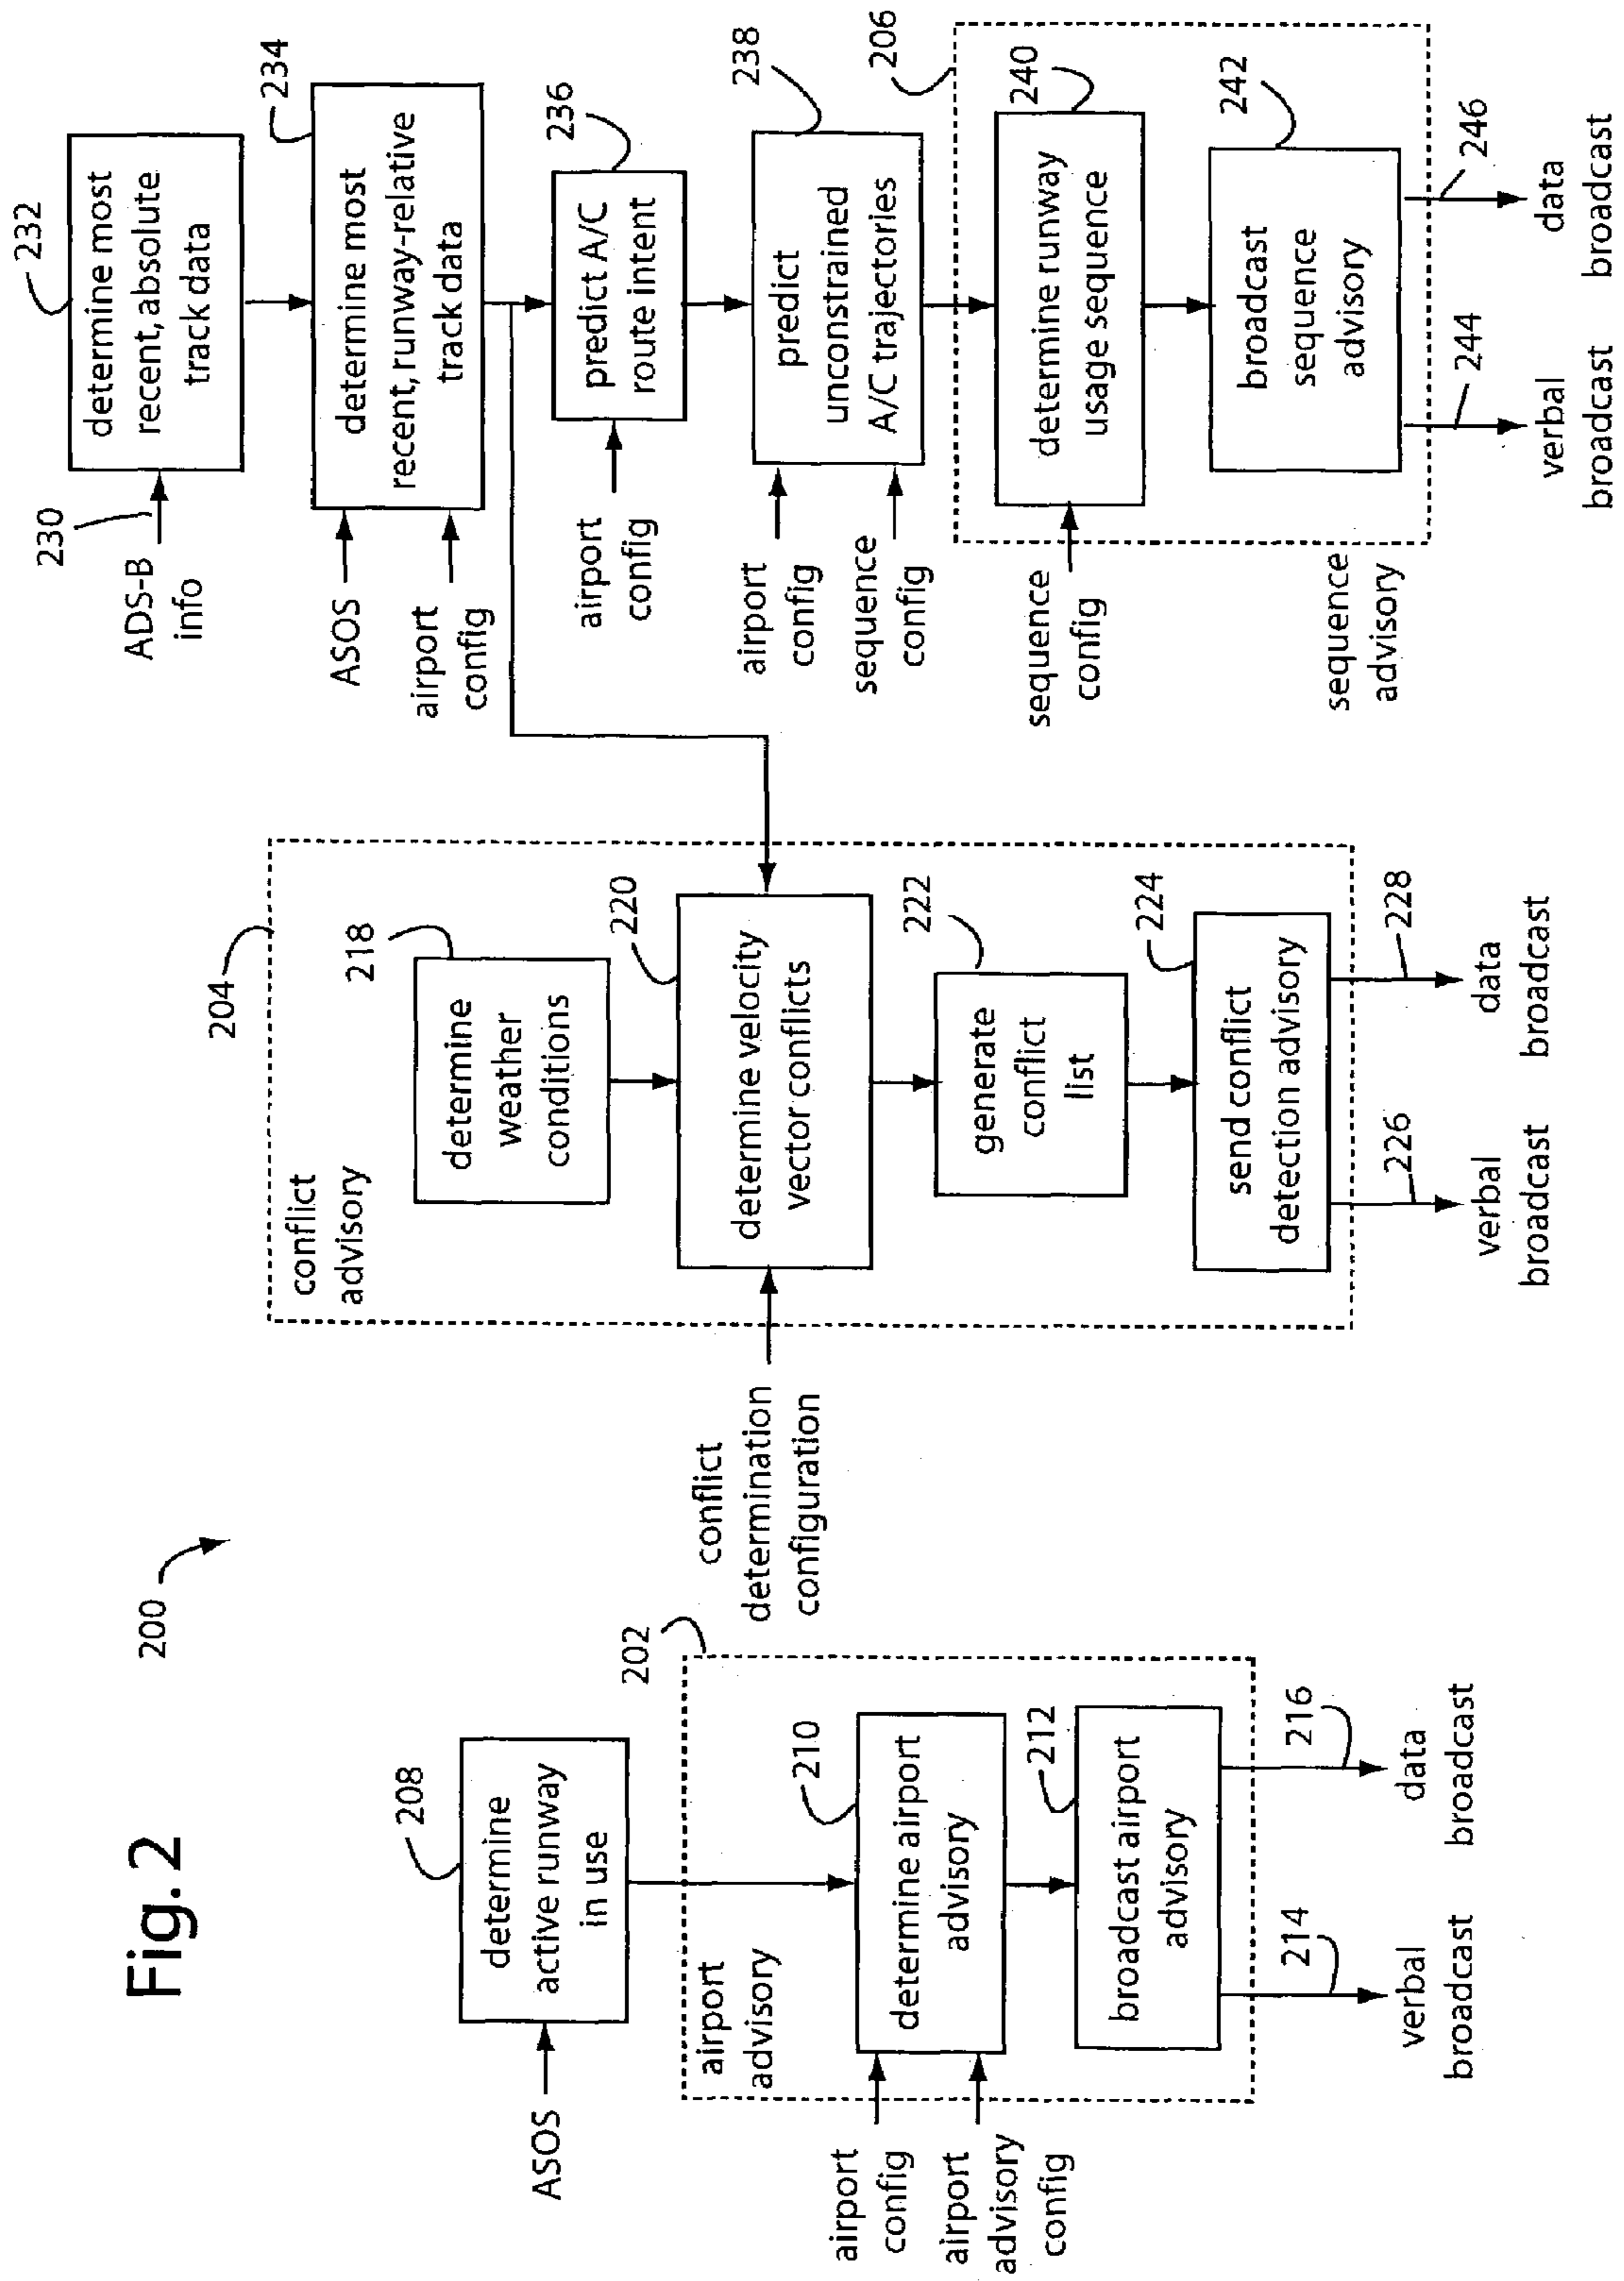 Fig. 2
200
208
determine
active runway
in use
ASOS
202
airport
advisory
210
determine airport
advisory
airport
config
airport
advisory
config
212
broadcast airport
advisory
214
216
verbal
broadcast
data
broadcast
204
conflict
advisory
218
determine
weather
conditions
220
determine velocity
vector conflicts
conflict
determination
configuration
222
generate
conflict
list
224
send conflict
detection advisory
226
228
verbal
broadcast
data
broadcast
232
determine most
recent, absolute
track data
230
ADS-B
info
234
determine most
recent, runway-relative
track data
ASOS
airport
config
236
predict A/C
route intent
airport
config
238
predict
unconstrained
A/C trajectories
airport
config
sequence
config
206
240
determine runway
usage sequence
sequence
config
242
broadcast
sequence
advisory
sequence
advisory
244
246
verbal
broadcast
data
broadcast